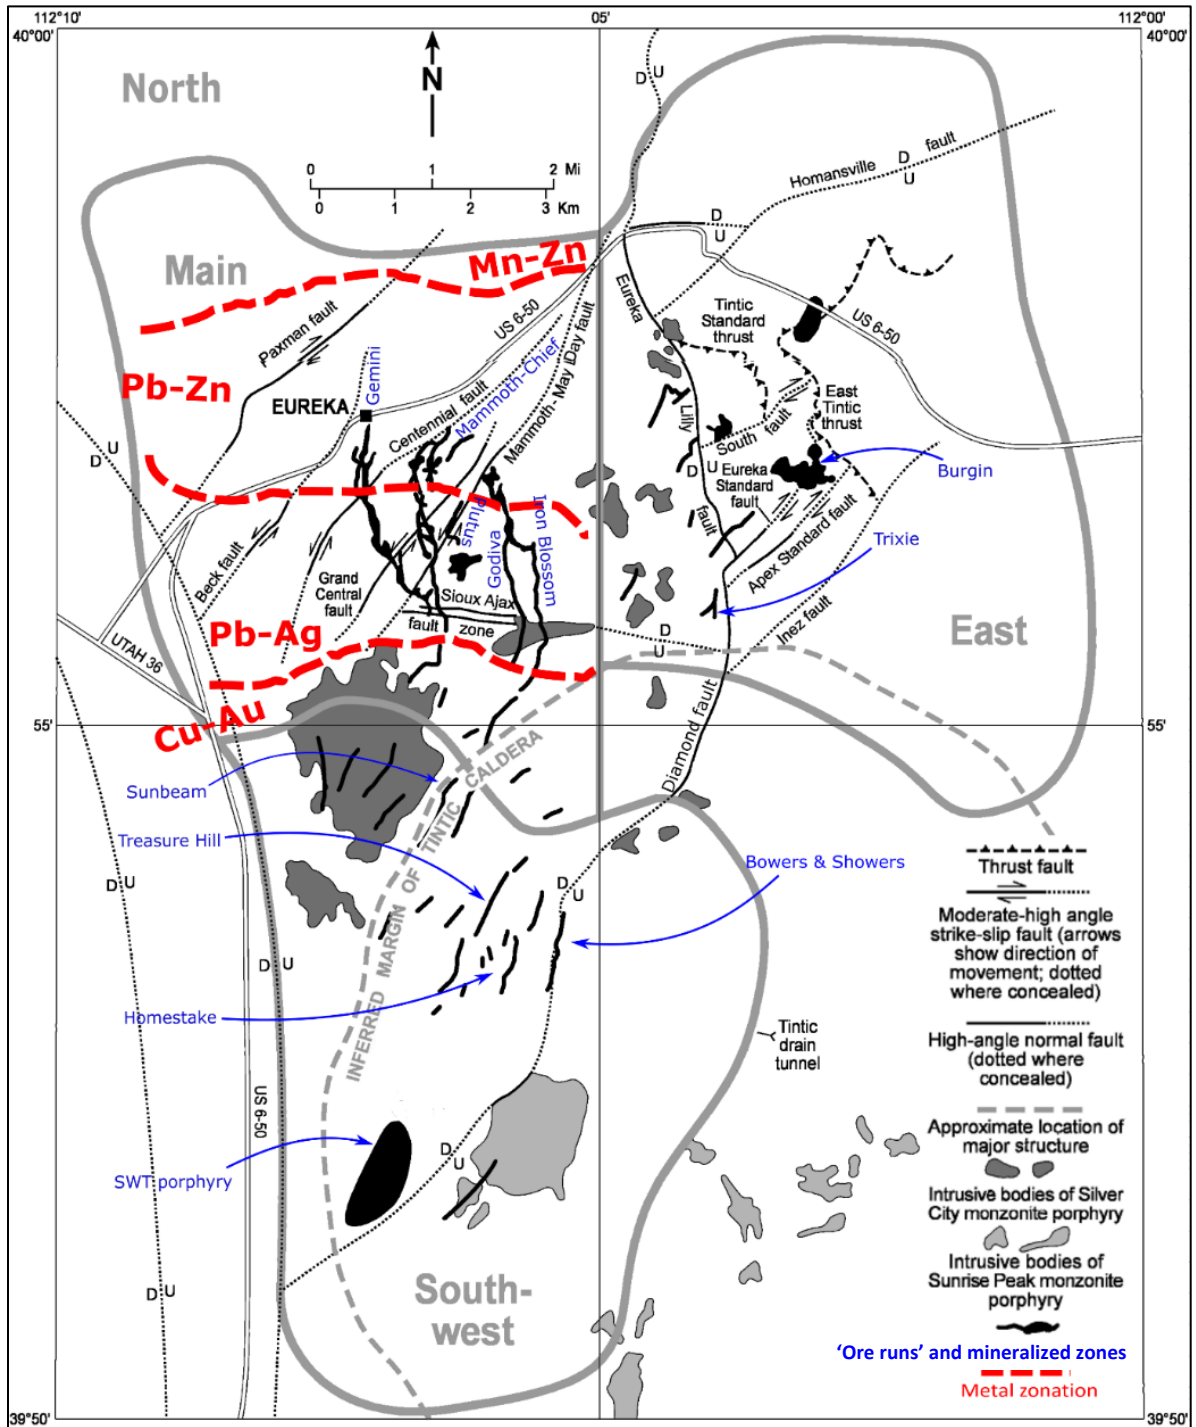 112°10'
05'
112°00'
40°00'
40°00'
North
N
D U
0 1 2 Mi
0 1 2 3 Km
Homansville
fault
D
U
Main
Mn-Zn
D
U
Paxman fault
US 6-50
Eureka
Tintic
Standard
thrust
US 6-50
Pb-Zn
EUREKA
Gemini
Centennial fault
Mammoth-Chief
Mammoth-May Day fault
Lilly
South fault
East
Tintic
thrust
D U
D U
Eureka
Standard
fault
Burgin
fault
Plutus
Godiva
Iron Blossom
Trixie
Beck fault
Grand
Central
fault
Apex Standard fault
Sioux Ajax
fault zone
Inez fault
UTAH 36
Pb-Ag
D
U
East
Cu-Au
55'
55'
Diamond fault
INFERRED MARGIN OF TINTIC CALDERA
Sunbeam
Treasure Hill
Bowers & Showers
D U
D
U
D U
Homestake
Tintic
drain
tunnel
US 6-50
SWT porphyry
D
U
D U
South-
west
Thrust fault
Moderate-high angle
strike-slip fault (arrows
show direction of
movement; dotted
where concealed)
High-angle normal fault
(dotted where
concealed)
Approximate location of
major structure
Intrusive bodies of Silver
City monzonite porphyry
Intrusive bodies of
Sunrise Peak monzonite
porphyry
‘Ore runs’ and mineralized zones
Metal zonation
39°50'
39°50'